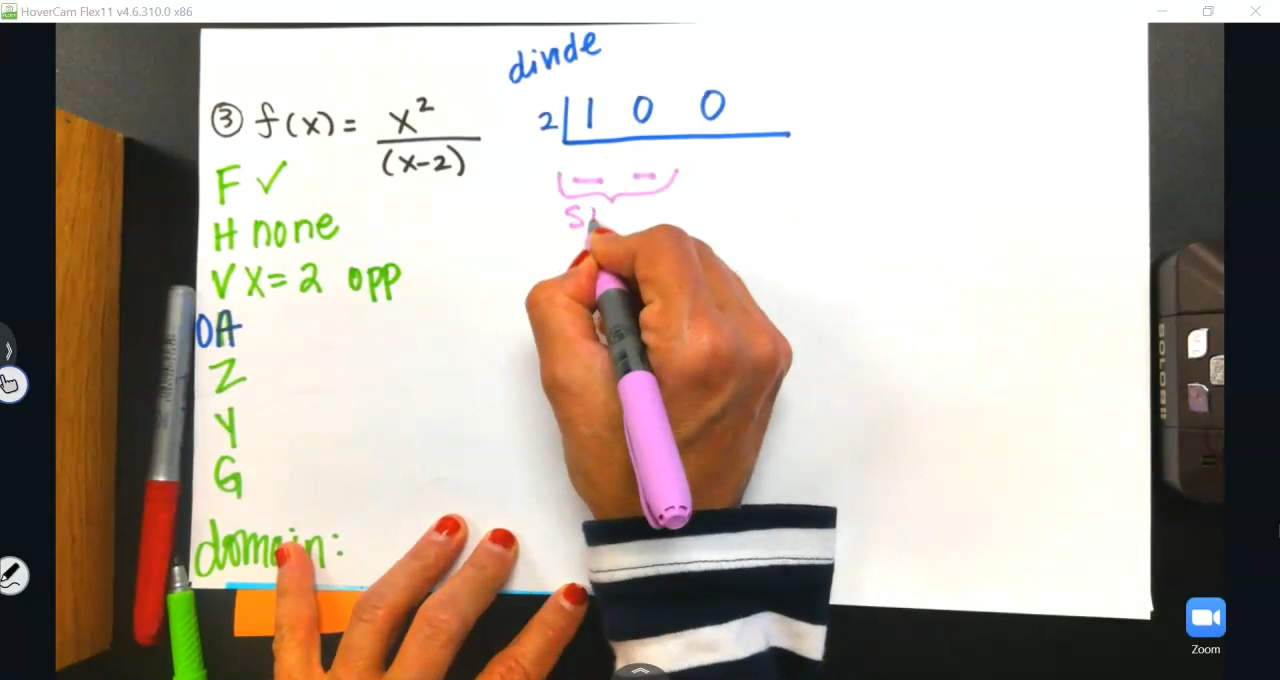 HoverCam Flex11 v4.6.310.0 x86
divide
③ f(x) = x²/(x-2)
2 | 1 0 0
F ✓
H none
V x=2 opp
OA
Z
Y
G
domain:
SOLOBII
Zoom